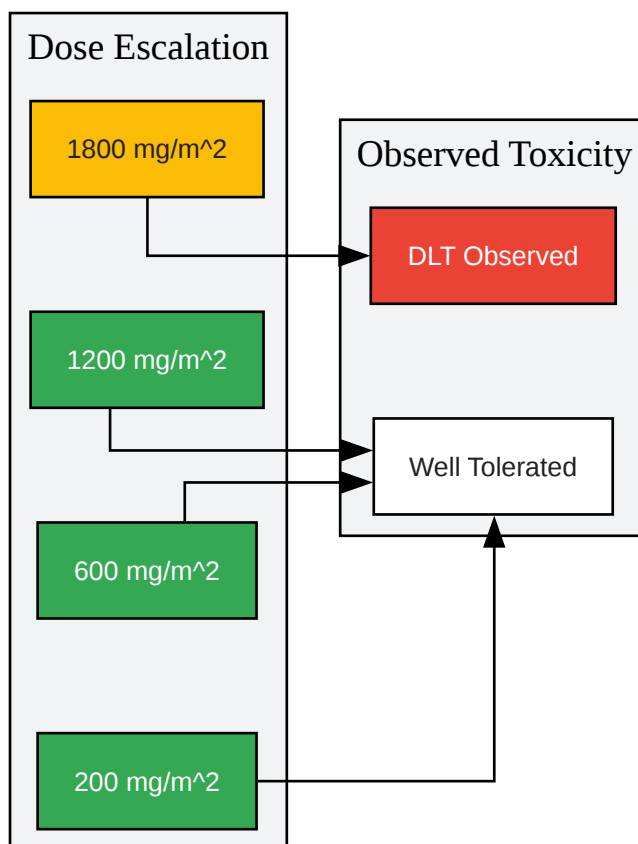 Dose Escalation
1800 mg/m^2
1200 mg/m^2
600 mg/m^2
200 mg/m^2
Observed Toxicity
DLT Observed
Well Tolerated